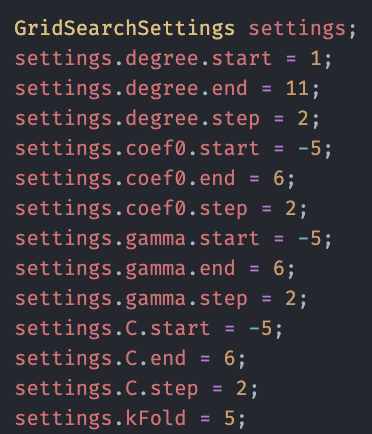 GridSearchSettings settings;
settings.degree.start = 1;
settings.degree.end = 11;
settings.degree.step = 2;
settings.coef0.start = -5;
settings.coef0.end = 6;
settings.coef0.step = 2;
settings.gamma.start = -5;
settings.gamma.end = 6;
settings.gamma.step = 2;
settings.C.start = -5;
settings.C.end = 6;
settings.C.step = 2;
settings.kFold = 5;